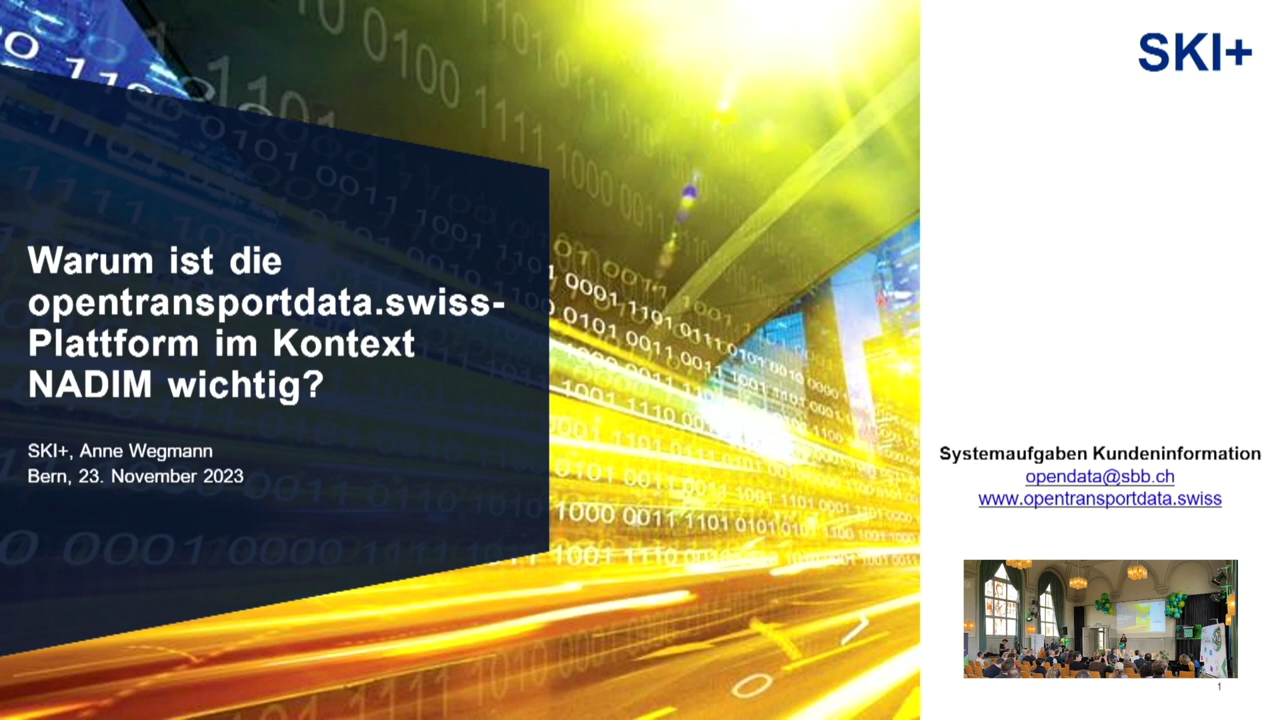 SKI+
Warum ist die
opentransportdata.swiss-
Plattform im Kontext
NADIM wichtig?
SKI+, Anne Wegmann
Bern, 23. November 2023
Systemaufgaben Kundeninformation
opendata@sbb.ch
www.opentransportdata.swiss
1